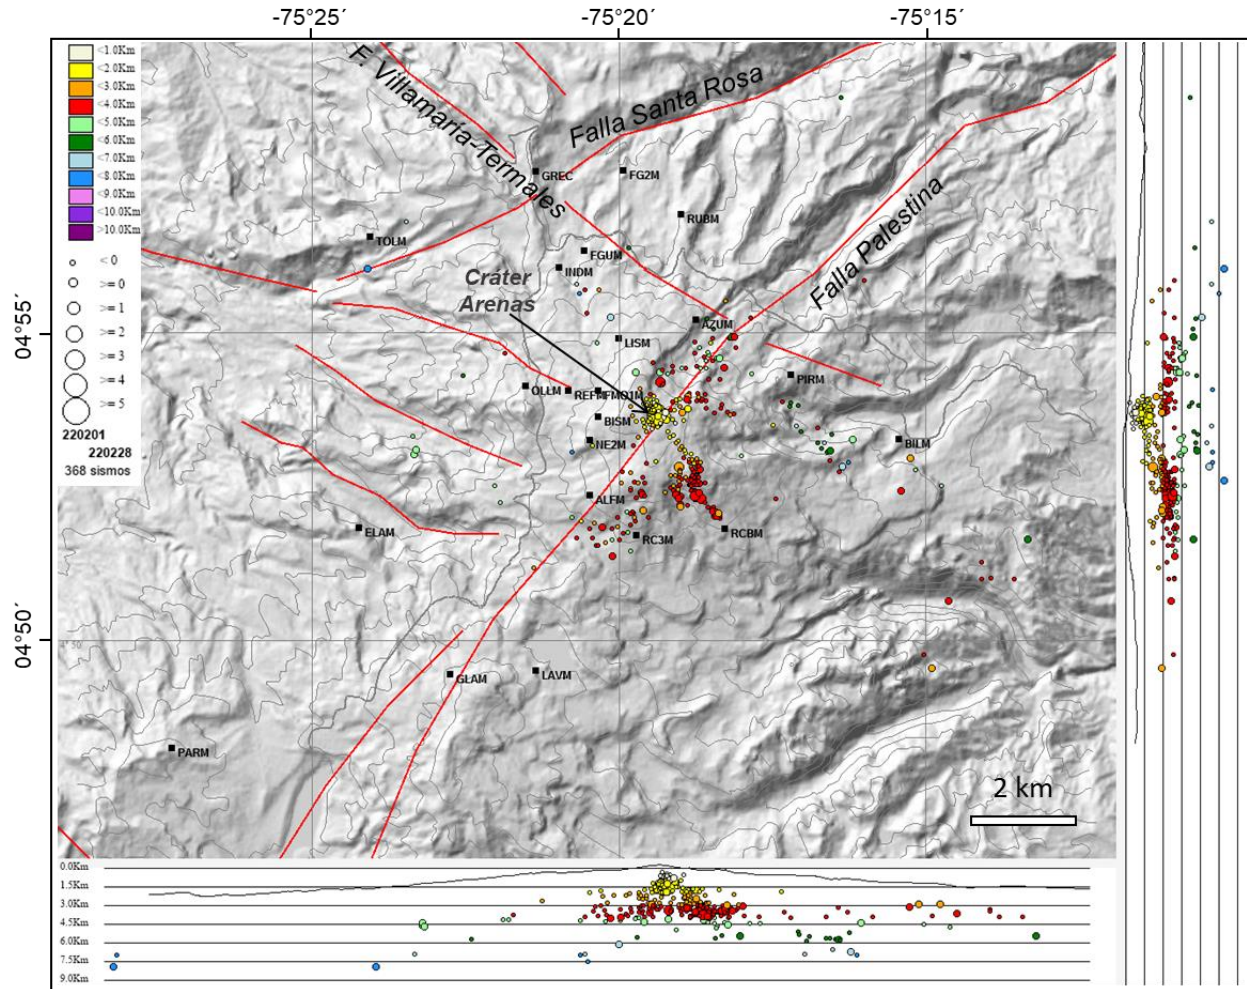 -75°25´
-75°20´
-75°15´
<1.0Km
<2.0Km
<3.0Km
<4.0Km
<5.0Km
<6.0Km
<7.0Km
<8.0Km
<9.0Km
<10.0Km
>10.0Km
< 0
>= 0
>= 1
>= 2
>= 3
>= 4
>= 5
220201
220228
368 sismos
F. Villamaría-Termales
Falla Santa Rosa
Falla Palestina
Cráter
Arenas
GREC
FG2M
RUBM
TOLM
FGUM
INDM
AZUM
LISM
PIRM
OLLM
BISM
NE2M
BILM
ALFM
ELAM
RC3M
RCBM
GLAM
LAVM
PARM
04°55´
04°50´
4° 50
2 km
0.0Km
1.5Km
3.0Km
4.5Km
6.0Km
7.5Km
9.0Km